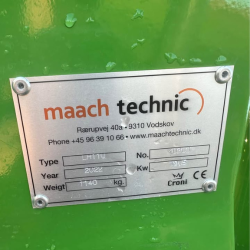 maach technic
Rærupvej 40a • 9310 Vodskov
Phone +45 96 39 10 66 • www.maachtechnic.dk
Type No.
Year Kw
Weigt 1140 kg. Croni